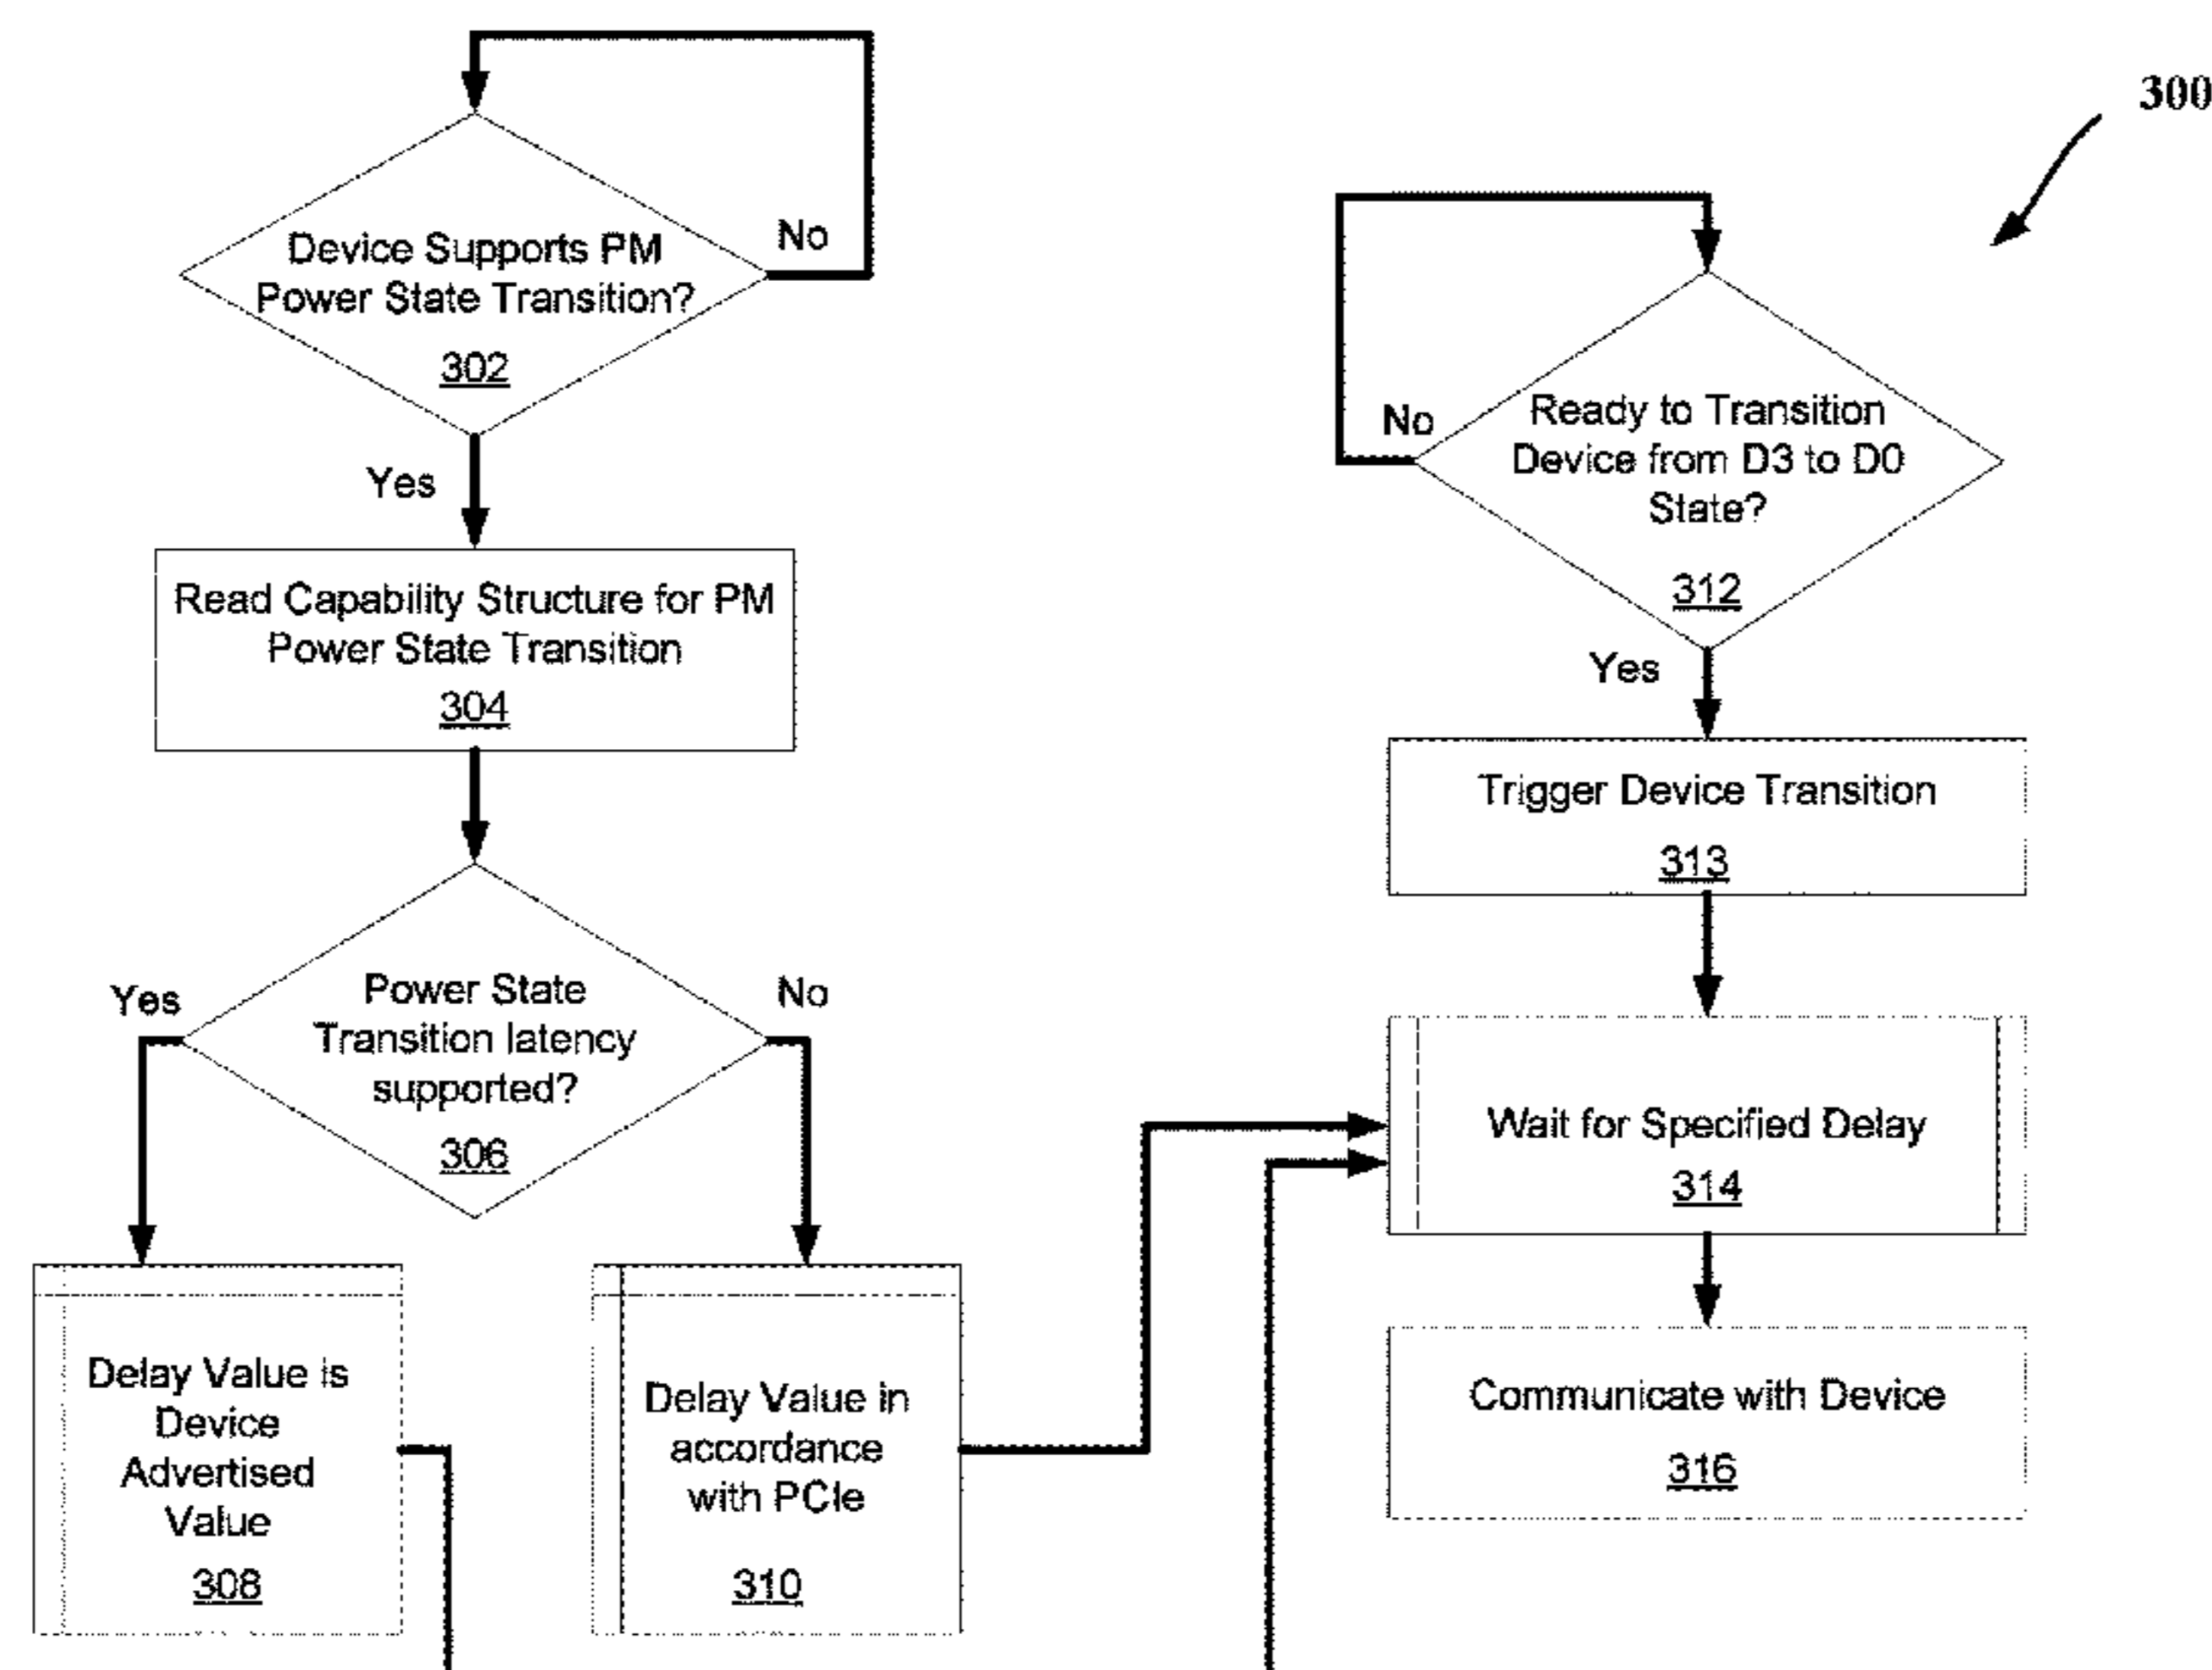 300
Device Supports PM
Power State Transition?
302
No
Yes
Read Capability Structure for PM
Power State Transition
304
Power State
Transition latency
supported?
306
Yes
No
Delay Value is
Device
Advertised
Value
308
Delay Value in
accordance
with PCIe
310
Ready to Transition
Device from D3 to D0
State?
312
No
Yes
Trigger Device Transition
313
Wait for Specified Delay
314
Communicate with Device
316